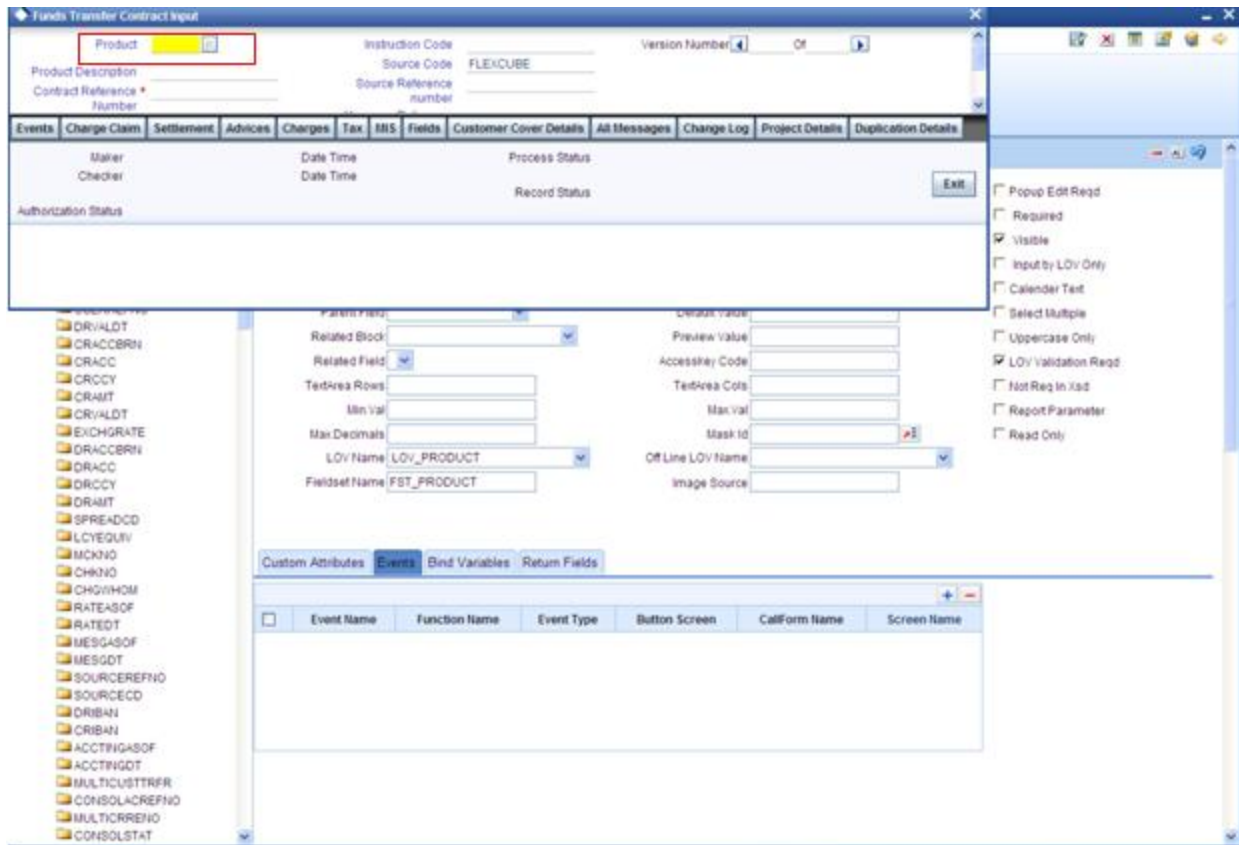 Funds Transfer Contract Input
Product Instruction Code Version Number Of
Source Code FLEXCUBE
Product Description
Source Reference number
Contract Reference * Number
Events Charge Claim Settlement Advices Charges Tax MIS Fields Customer Cover Details All Messages Change Log Project Details Duplication Details
Maker Date Time Process Status
Checker Date Time
Record Status Exit
Authorization Status
Popup Edit Reqd
Required
Visible
Input by LOV Only
Calender Text
Select Multiple
Uppercase Only
LOV Validation Reqd
Not Req In Xsd
Report Parameter
Read Only
DRVALDT
CRACCBRN
CRACC
CRCCY
CRAMT
CRVALDT
EXCHGRATE
DRACCBRN
DRACC
DRCCY
DRAMT
SPREADCD
LCYEQUIV
MCKNO
CHKNO
CHGWHOM
RATEASOF
RATEDT
MESGASOF
MESGDT
SOURCEREFNO
SOURCECD
DRIBAN
CRIBAN
ACCTINGASOF
ACCTINGDT
MULTICUSTTRFR
CONSOLACREFNO
MULTICRRENO
CONSOLSTAT
Parent Field Default Value
Related Block Preview Value
Related Field Accesskey Code
TextArea Rows TextArea Cols
Min Val Max Val
Max Decimals Mask Id
LOV Name LOV_PRODUCT Off Line LOV Name
Fieldset Name FST_PRODUCT Image Source
Custom Attributes Events Bind Variables Return Fields
Event Name Function Name Event Type Button Screen CallForm Name Screen Name